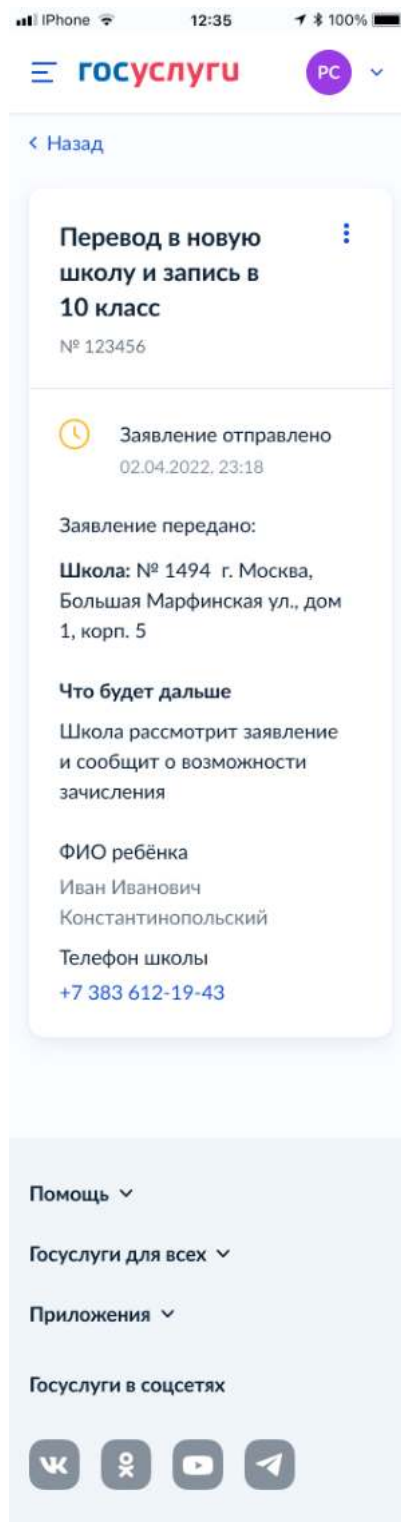 IPhone 12:35 100%
госуслуги РС
Назад
Перевод в новую
школу и запись в
10 класс
№ 123456
Заявление отправлено
02.04.2022, 23:18
Заявление передано:
Школа: № 1494 г. Москва,
Большая Марфинская ул., дом
1, корп. 5
Что будет дальше
Школа рассмотрит заявление
и сообщит о возможности
зачисления
ФИО ребёнка
Иван Иванович
Константинопольский
Телефон школы
+7 383 612-19-43
Помощь
Госуслуги для всех
Приложения
Госуслуги в соцсетях